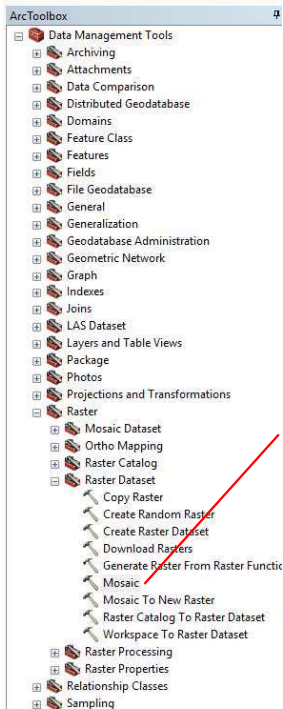 ArcToolbox
Data Management Tools
Archiving
Attachments
Data Comparison
Distributed Geodatabase
Domains
Feature Class
Features
Fields
File Geodatabase
General
Generalization
Geodatabase Administration
Geometric Network
Graph
Indexes
Joins
LAS Dataset
Layers and Table Views
Package
Photos
Projections and Transformations
Raster
Mosaic Dataset
Ortho Mapping
Raster Catalog
Raster Dataset
Copy Raster
Create Random Raster
Create Raster Dataset
Download Rasters
Generate Raster From Raster Functio
Mosaic
Mosaic To New Raster
Raster Catalog To Raster Dataset
Workspace To Raster Dataset
Raster Processing
Raster Properties
Relationship Classes
Sampling